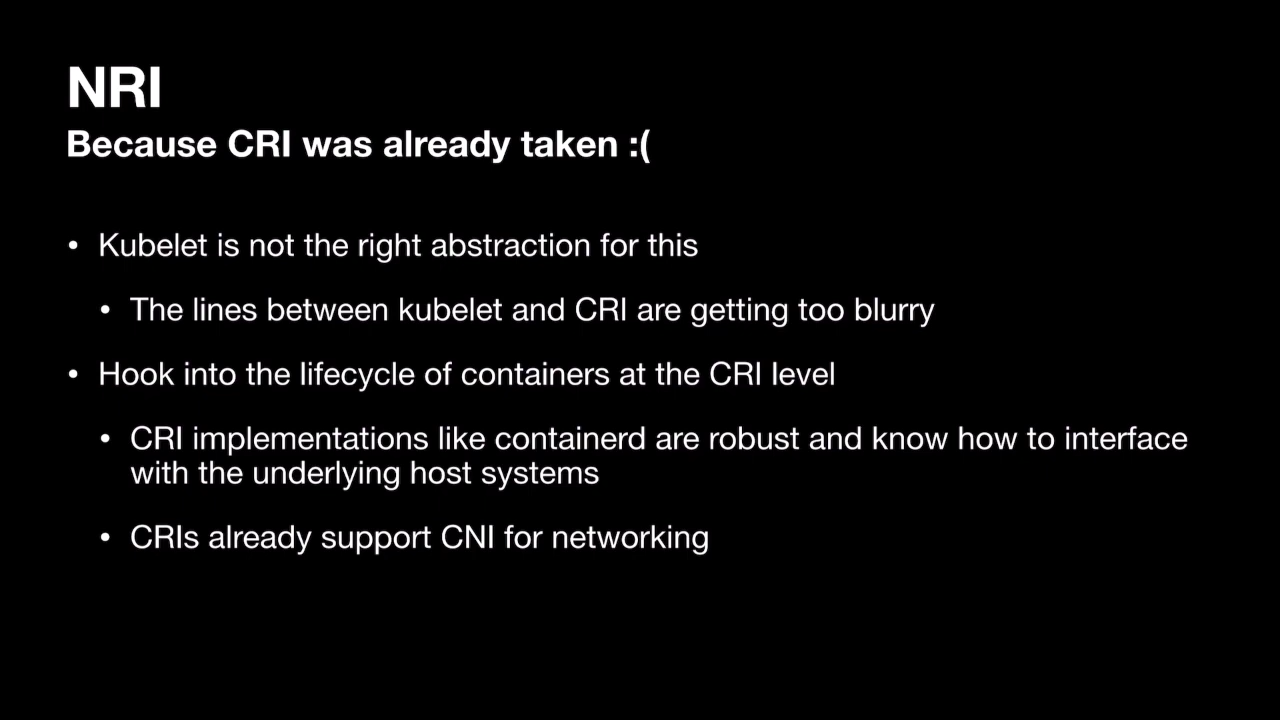 NRI
Because CRI was already taken :(
• Kubelet is not the right abstraction for this
• The lines between kubelet and CRI are getting too blurry
• Hook into the lifecycle of containers at the CRI level
• CRI implementations like containerd are robust and know how to interface
with the underlying host systems
• CRIs already support CNI for networking